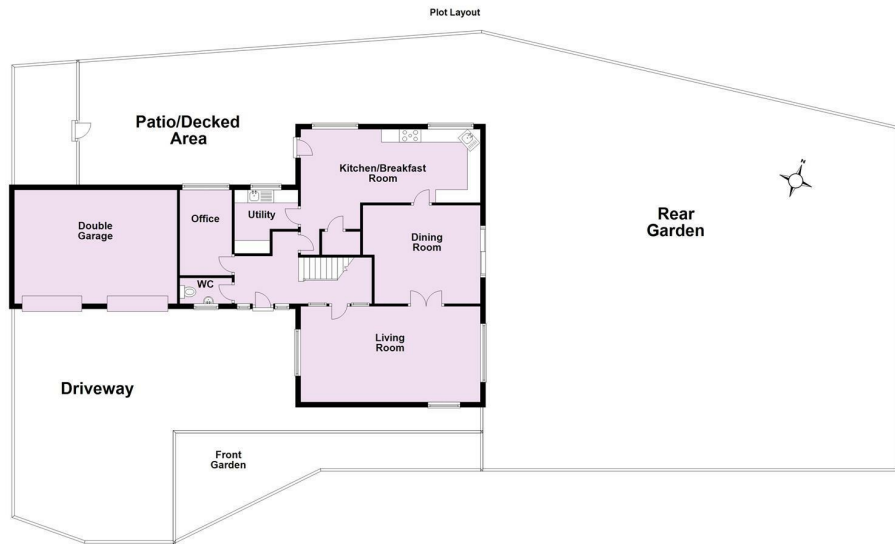 Plot Layout
Patio/Decked
Area
N
Kitchen/Breakfast
Room
Office
Utility
Double
Garage
Dining
Room
Rear
Garden
WC
Living
Room
Driveway
Front
Garden